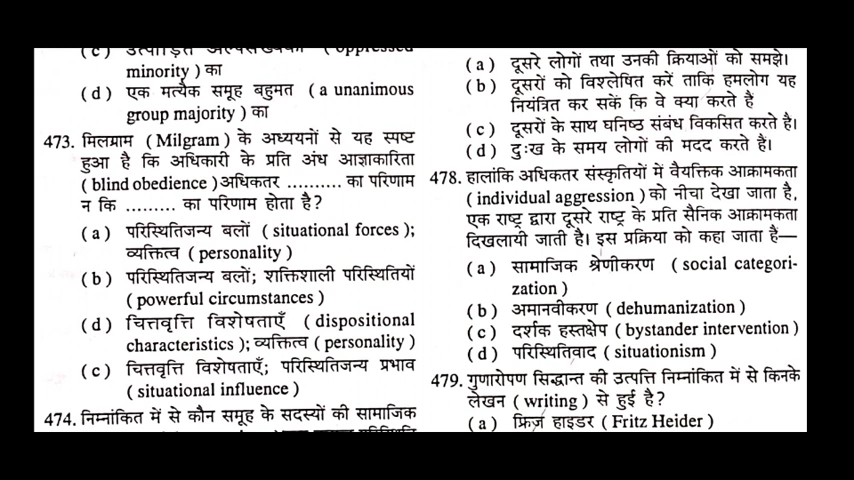 minority) का
(d) एक मत्यैक समूह बहुमत (a unanimous
group majority) का
473. मिलग्राम (Milgram) के अध्ययनों से यह स्पष्ट
हुआ है कि अधिकारी के प्रति अंध आज्ञाकारिता
(blind obedience) अधिकतर .......... का परिणाम
न कि ......... का परिणाम होता है?
(a) परिस्थितिजन्य बलों (situational forces);
व्यक्तित्व (personality)
(b) परिस्थितिजन्य बलों; शक्तिशाली परिस्थितियों
(powerful circumstances)
(d) चित्तवृत्ति विशेषताएँ (dispositional
characteristics); व्यक्तित्व (personality)
(c) चित्तवृत्ति विशेषताएँ; परिस्थितिजन्य प्रभाव
(situational influence)
474. निम्नांकित में से कौन समूह के सदस्यों की सामाजिक
(a) दूसरे लोगों तथा उनकी क्रियाओं को समझे।
(b) दूसरों को विश्लेषित करें ताकि हमलोग यह
नियंत्रित कर सकें कि वे क्या करते हैं
(c) दूसरों के साथ घनिष्ठ संबंध विकसित करते है।
(d) दुःख के समय लोगों की मदद करते हैं।
478. हालांकि अधिकतर संस्कृतियों में वैयक्तिक आक्रामकता
(individual aggression) को नीचा देखा जाता है,
एक राष्ट्र द्वारा दूसरे राष्ट्र के प्रति सैनिक आक्रामकता
दिखलायी जाती है। इस प्रक्रिया को कहा जाता है—
(a) सामाजिक श्रेणीकरण (social categori-
zation)
(b) अमानवीकरण (dehumanization)
(c) दर्शक हस्तक्षेप (bystander intervention)
(d) परिस्थितिवाद (situationism)
479. गुणारोपण सिद्धान्त की उत्पत्ति निम्नांकित में से किनके
लेखन (writing) से हुई है?
(a) फ्रिज़ हाइडर (Fritz Heider)